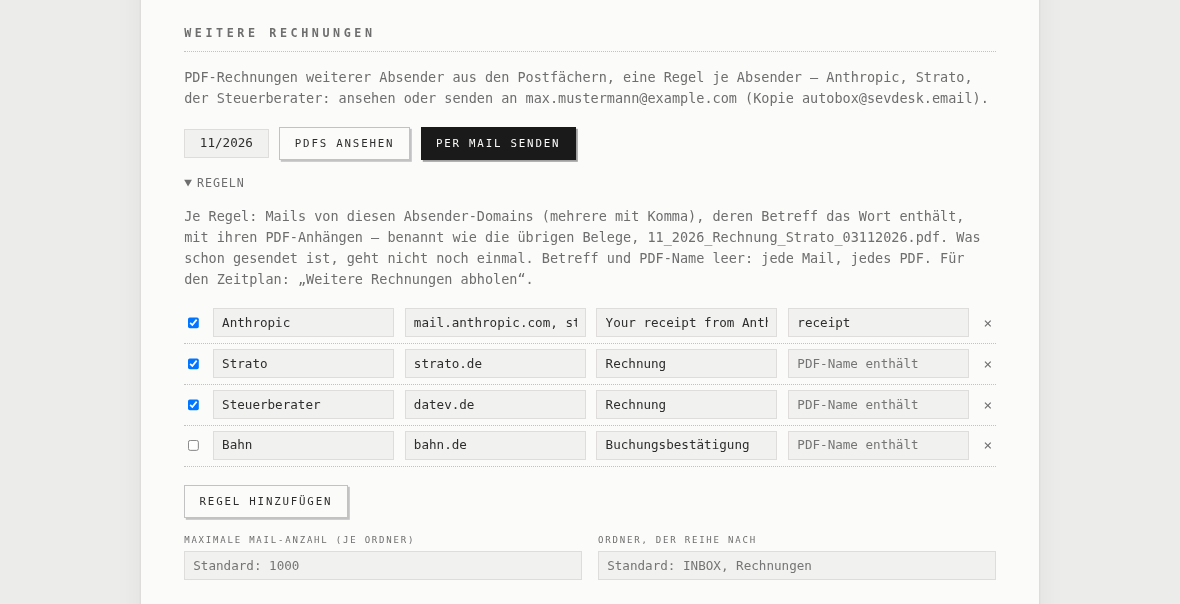 WEITERE RECHNUNGEN
PDF-Rechnungen weiterer Absender aus den Postfächern, eine Regel je Absender — Anthropic, Strato,
der Steuerberater: ansehen oder senden an max.mustermann@example.com (Kopie autobox@sevdesk.email).
11/2026 PDFS ANSEHEN PER MAIL SENDEN
▼ REGELN
Je Regel: Mails von diesen Absender-Domains (mehrere mit Komma), deren Betreff das Wort enthält,
mit ihren PDF-Anhängen — benannt wie die übrigen Belege, 11_2026_Rechnung_Strato_03112026.pdf. Was
schon gesendet ist, geht nicht noch einmal. Betreff und PDF-Name leer: jede Mail, jedes PDF. Für
den Zeitplan: „Weitere Rechnungen abholen“.
Anthropic mail.anthropic.com, st Your receipt from Anth receipt ×
Strato strato.de Rechnung PDF-Name enthält ×
Steuerberater datev.de Rechnung PDF-Name enthält ×
Bahn bahn.de Buchungsbestätigung PDF-Name enthält ×
REGEL HINZUFÜGEN
MAXIMALE MAIL-ANZAHL (JE ORDNER) ORDNER, DER REIHE NACH
Standard: 1000 Standard: INBOX, Rechnungen